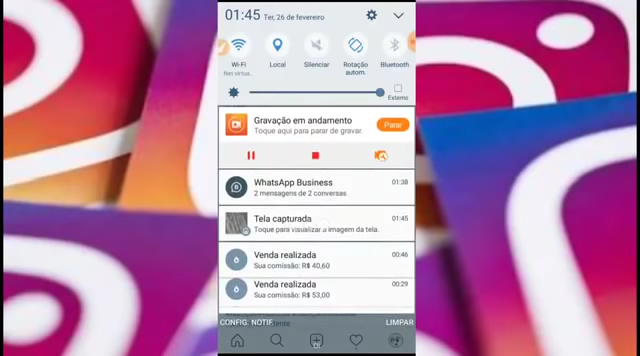 01:45 Ter, 26 de fevereiro
Wi-Fi
Local
Silenciar
Rotação
autom.
Bluetooth
Net virtua..
Externo
Gravação em andamento
Toque aqui para parar de gravar.
Parar
WhatsApp Business
01:38
2 mensagens de 2 conversas
Tela capturada
01:45
Toque para visualizar a imagem da tela.
Venda realizada
00:46
Sua comissão: R$ 40,60
Venda realizada
00:29
Sua comissão: R$ 53,00
CONFIG. NOTIF.
LIMPAR